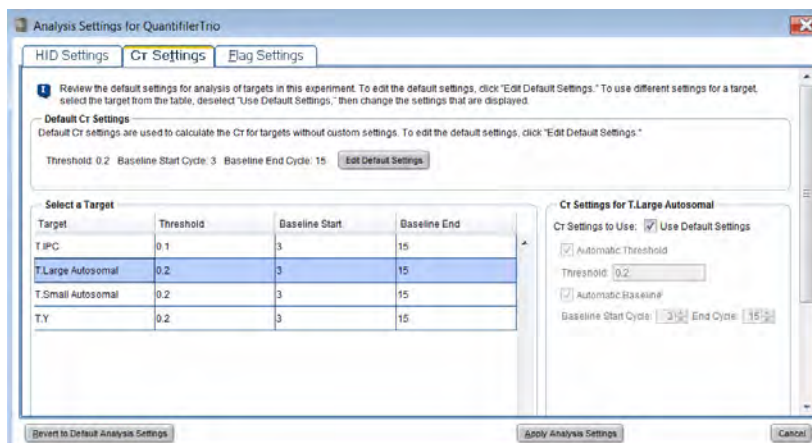 Analysis Settings for QuantifilerTrio
HID Settings CT Settings Flag Settings
Review the default settings for analysis of targets in this experiment. To edit the default settings, click "Edit Default Settings." To use different settings for a target,
select the target from the table, deselect "Use Default Settings," then change the settings that are displayed.
Default CT Settings
Default CT settings are used to calculate the CT for targets without custom settings. To edit the default settings, click "Edit Default Settings."
Threshold: 0.2 Baseline Start Cycle: 3 Baseline End Cycle: 15 Edit Default Settings
Select a Target
Target Threshold Baseline Start Baseline End
T.IPC 0.1 3 15
T.Large Autosomal 0.2 3 15
T.Small Autosomal 0.2 3 15
T.Y 0.2 3 15
CT Settings for T.Large Autosomal
CT Settings to Use: Use Default Settings
Automatic Threshold
Threshold: 0.2
Automatic Baseline
Baseline Start Cycle: 3 End Cycle: 15
Revert to Default Analysis Settings Apply Analysis Settings Cancel